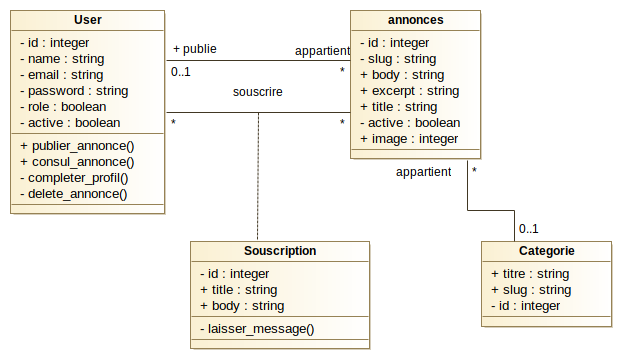 User
- id : integer
- name : string
- email : string
- password : string
- role : boolean
- active : boolean
+ publier_annonce()
+ consul_annonce()
- completer_profil()
- delete_annonce()
+ publie
appartient
0..1
*
souscrire
*
*
annonces
- id : integer
- slug : string
+ body : string
+ excerpt : string
+ title : string
- active : boolean
+ image : integer
appartient
*
0..1
Souscription
- id : integer
+ title : string
+ body : string
- laisser_message()
Categorie
+ titre : string
+ slug : string
- id : integer